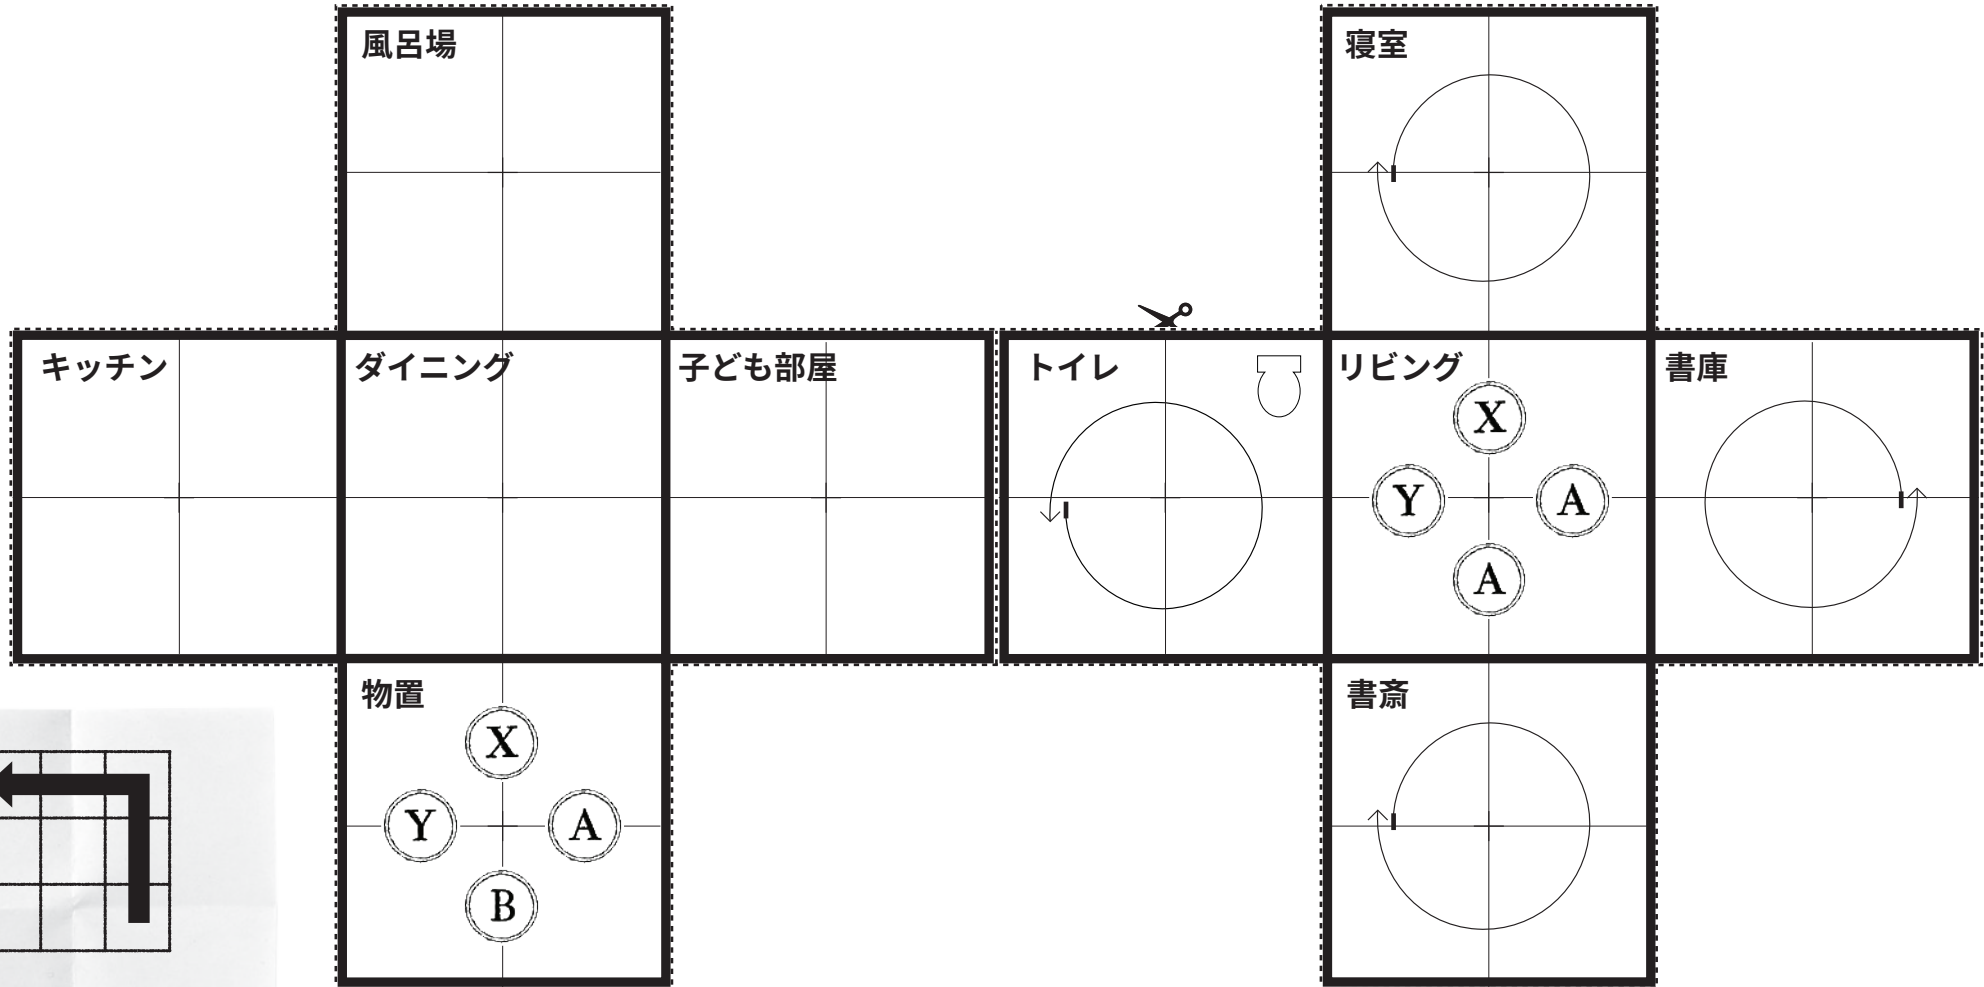 風呂場
寝室
キッチン
ダイニング
子ども部屋
トイレ
リビング
書庫
X
Y
A
A
物置
書斎
X
Y
A
B